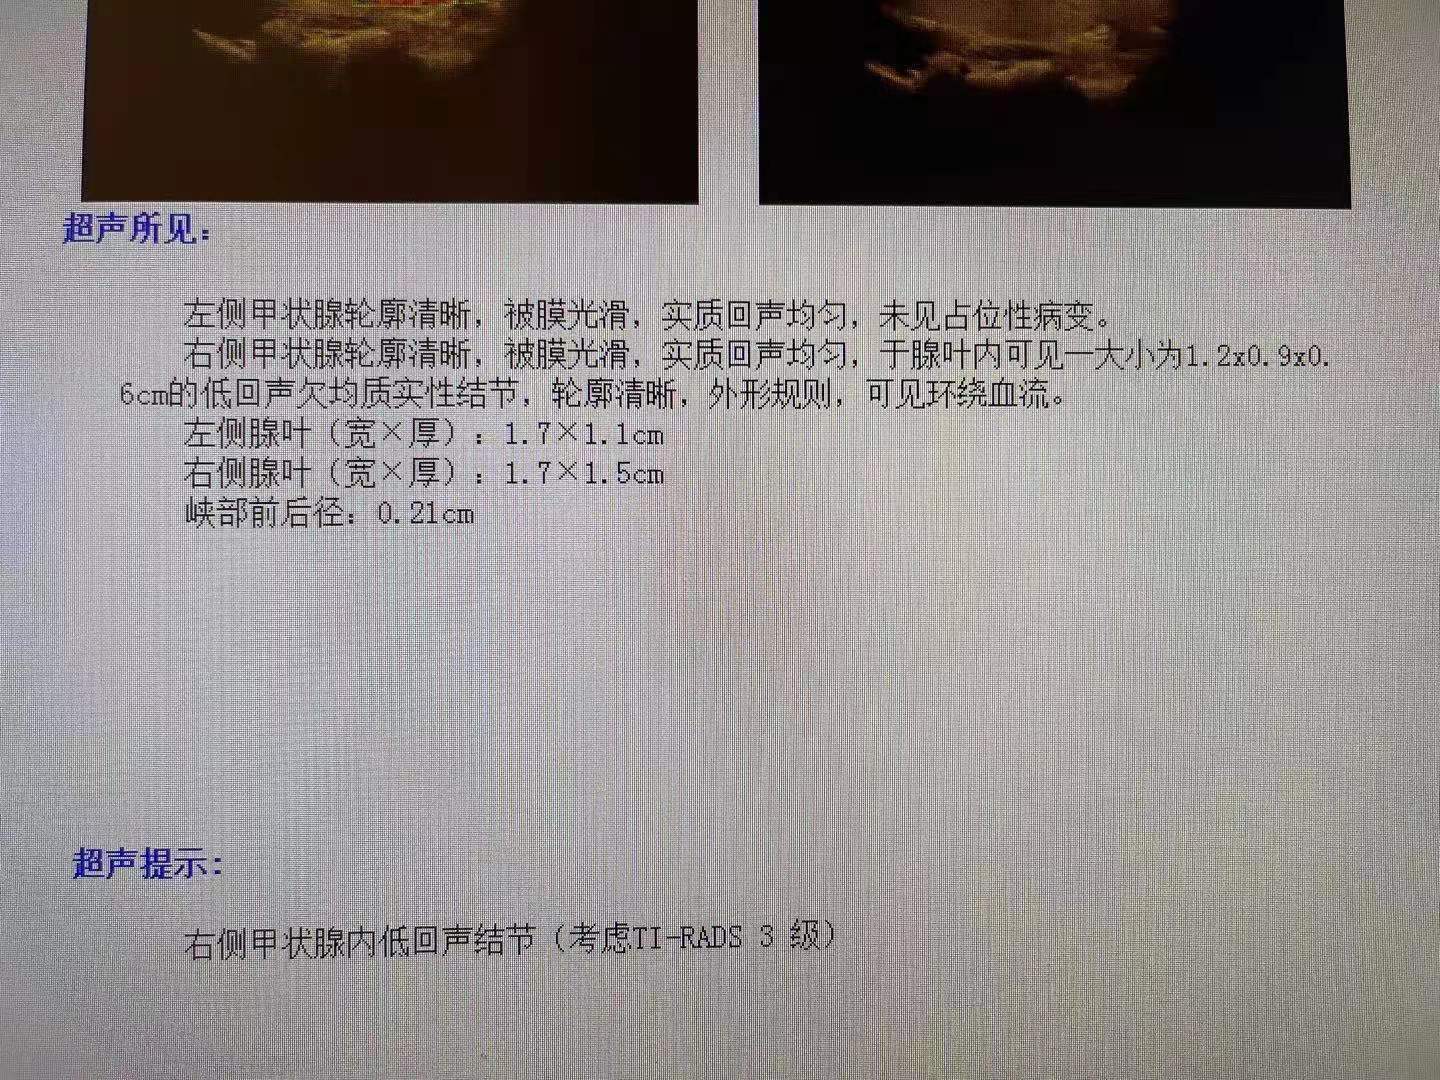 超声所见：
左侧甲状腺轮廓清晰，被膜光滑，实质回声均匀，未见占位性病变。
右侧甲状腺轮廓清晰，被膜光滑，实质回声均匀，于腺叶内可见一大小为1.2x0.9x0.
6cm的低回声欠均质实性结节，轮廓清晰，外形规则，可见环绕血流。
左侧腺叶（宽×厚）：1.7×1.1cm
右侧腺叶（宽×厚）：1.7×1.5cm
峡部前后径：0.21cm
超声提示：
右侧甲状腺内低回声结节（考虑TI-RADS 3 级）